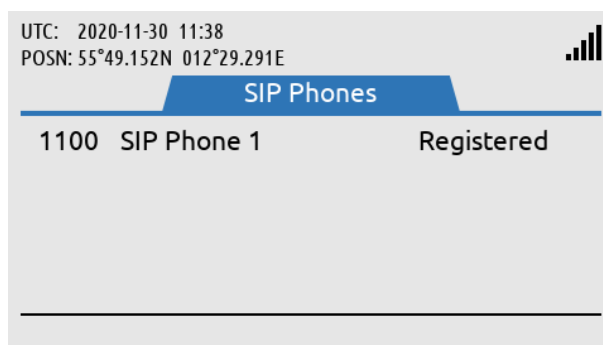 UTC: 2020-11-30 11:38
POSN: 55°49.152N 012°29.291E
SIP Phones
1100 SIP Phone 1 Registered